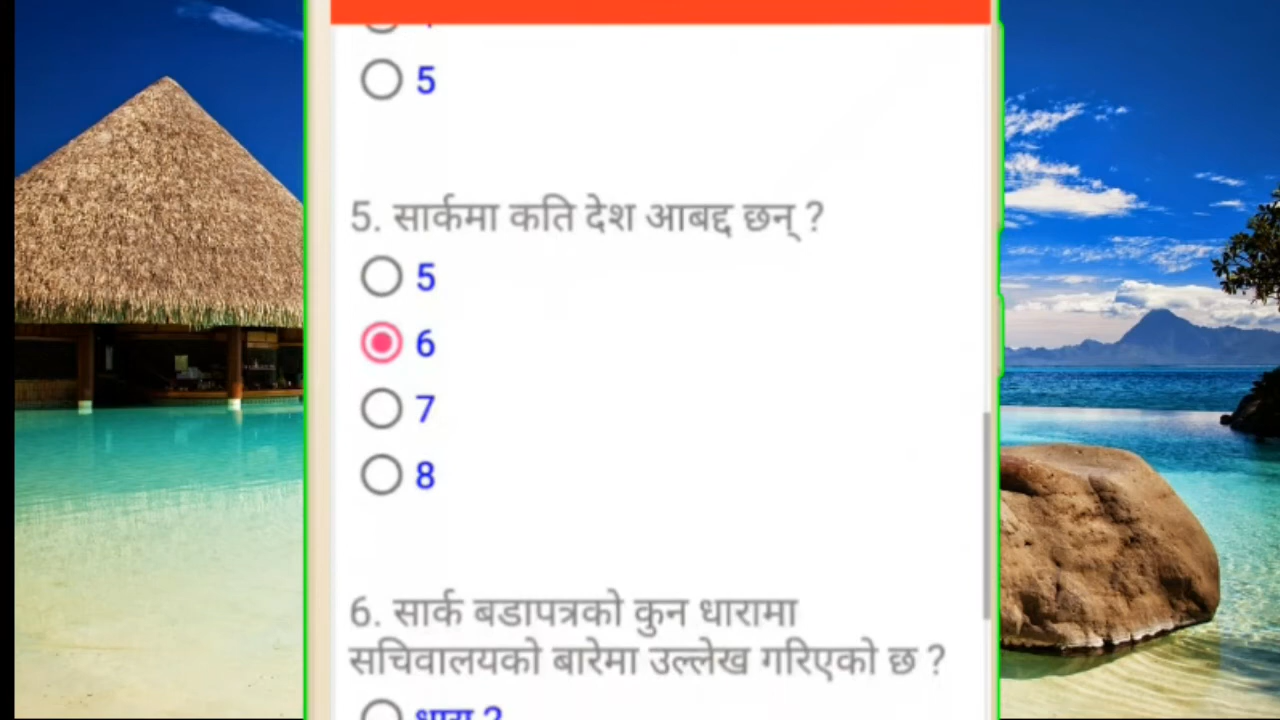 5
5. सार्कमा कति देश आबद्द छन् ?
5
6
7
8
6. सार्क बडापत्रको कुन धारामा
सचिवालयको बारेमा उल्लेख गरिएको छ ?
धारा 2